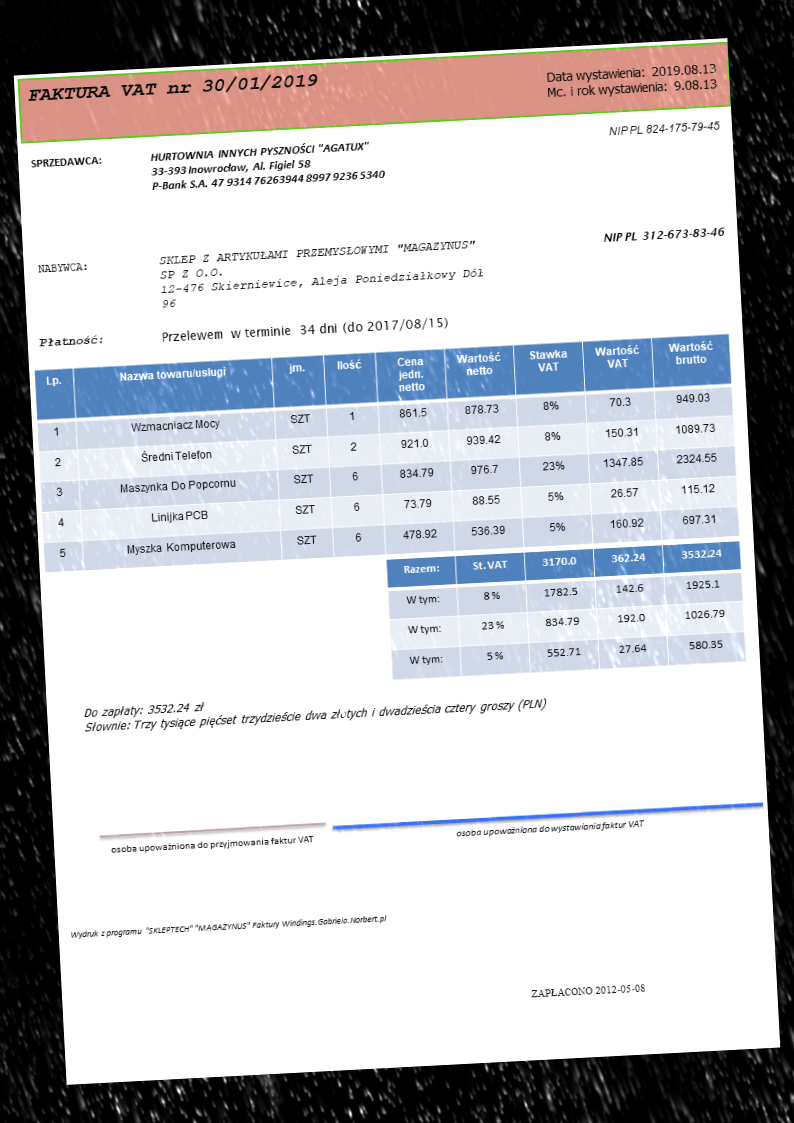 FAKTURA VAT nr 30/01/2019
Data wystawienia: 2019.08.13
Mc. i rok wystawienia: 9.08.13
NIP PL 824-175-79-45
SPRZEDAWCA:
HURTOWNIA INNYCH PYSZNOŚCI "AGATUX"
33-393 Inowrocław, Al. Figiel 58
P-Bank S.A. 47 9314 76263944 8997 9236 5340
NIP PL 312-673-83-46
NABYWCA:
SKLEP Z ARTYKUŁAMI PRZEMYSŁOWYMI "MAGAZYNUS"
SP Z O.O.
12-476 Skierniewice, Aleja Poniedziałkowy Dół
96
Płatność: Przelewem w terminie 34 dni (do 2017/08/15)
Lp. Nazwa towaru/usługi jm. Ilość Cena jedn. netto Wartość netto Stawka VAT Wartość VAT Wartość brutto
1 Wzmacniacz Mocy SZT 1 861.5 878.73 8% 70.3 949.03
2 Średni Telefon SZT 2 921.0 939.42 8% 150.31 1089.73
3 Maszynka Do Popcornu SZT 6 834.79 976.7 23% 1347.85 2324.55
4 Linijka PCB SZT 6 73.79 88.55 5% 26.57 115.12
5 Myszka Komputerowa SZT 6 478.92 536.39 5% 160.92 697.31
Razem: St.VAT 3170.0 362.24 3532.24
W tym: 8% 1782.5 142.6 1925.1
W tym: 23% 834.79 192.0 1026.79
W tym: 5% 552.71 27.64 580.35
Do zapłaty: 3532.24 zł
Słownie: Trzy tysiące pięćset trzydzieście dwa złotych i dwadzieścia cztery groszy (PLN)
osoba upoważniona do przyjmowania faktur VAT
osoba upoważniona do wystawiania faktur VAT
Wydruk z programu "SKLEPTECH" "MAGAZYNUS" Faktury Windings.Gabriela.Norbert.pl
ZAPŁACONO 2012-05-08